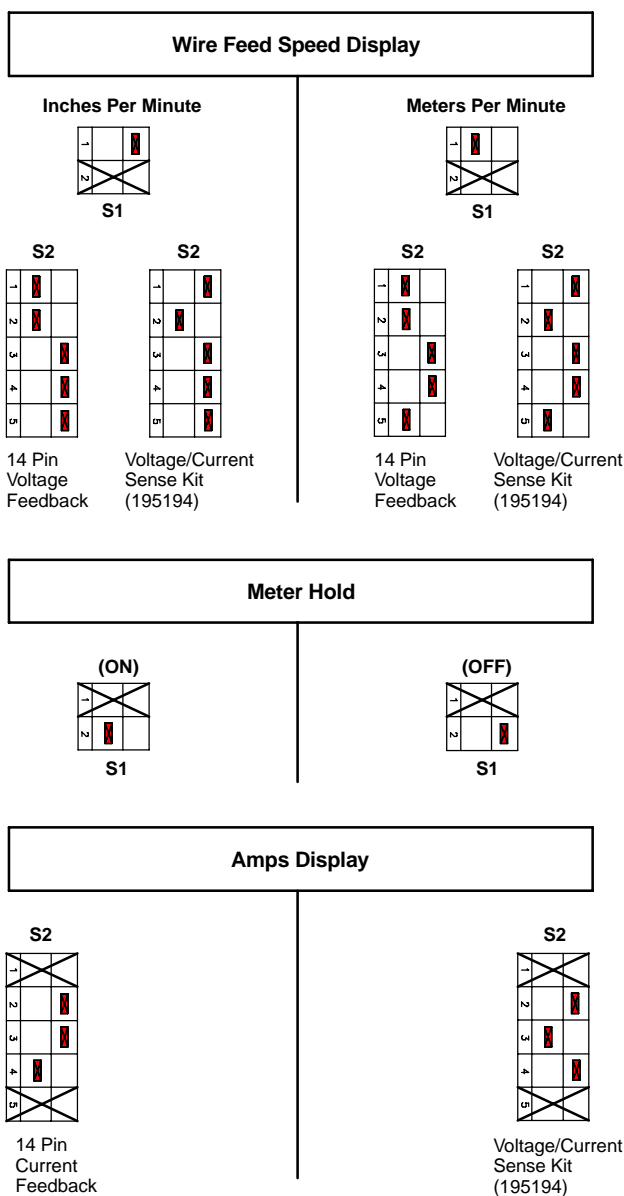 Wire Feed Speed Display
Inches Per Minute
1
2
S1
S2
1
2
3
4
5
14 Pin
Voltage
Feedback
S2
1
2
3
4
5
Voltage/Current
Sense Kit
(195194)
Meters Per Minute
1
2
S1
S2
1
2
3
4
5
14 Pin
Voltage
Feedback
S2
1
2
3
4
5
Voltage/Current
Sense Kit
(195194)
Meter Hold
(ON)
1
2
S1
(OFF)
1
2
S1
Amps Display
S2
1
2
3
4
5
14 Pin
Current
Feedback
S2
1
2
3
4
5
Voltage/Current
Sense Kit
(195194)